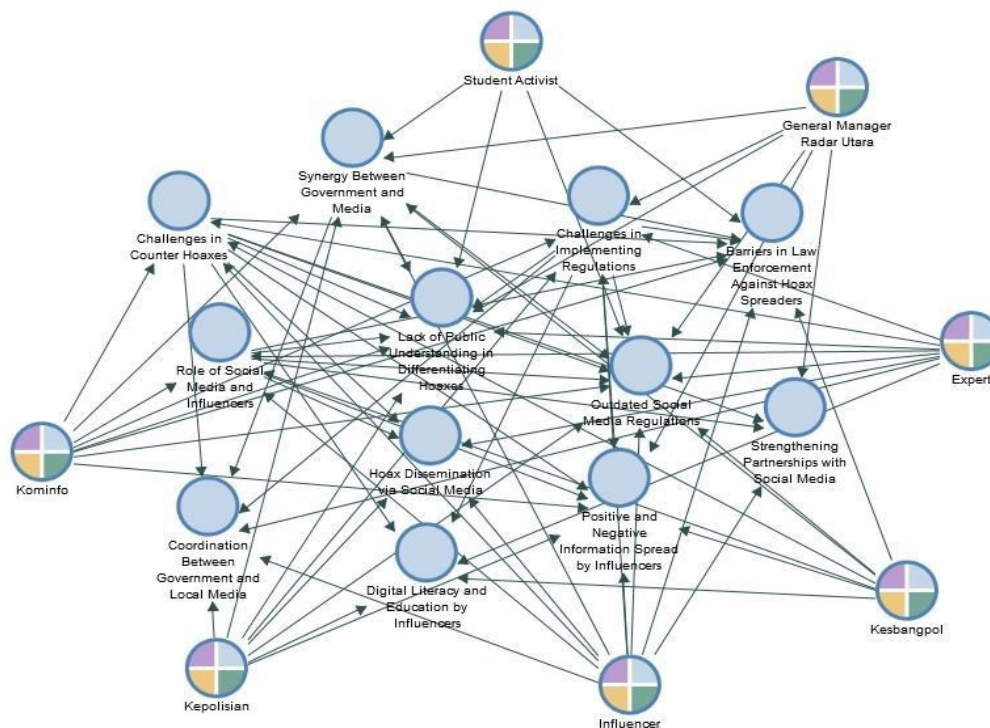 Student Activist
General Manager
Radar Utara
Synergy Between
Government and
Media
Challenges in
Counter Hoaxes
Challenges in
Implementing
Regulations
Barriers in Law
Enforcement
Against Hoax
Spreaders
Lack of Public
Understanding in
Differentiating
Hoaxes
Role of Social
Media and
Influencers
Expert
Outdated Social
Media Regulations
Strengthening
Partnerships with
Social Media
Kominfo
Hoax Dissemination
via Social Media
Coordination
Between
Government and
Local Media
Positive and
Negative
Information Spread
by Influencers
Digital Literacy and
Education by
Influencers
Kesbangpol
Kepolisian
Influencer